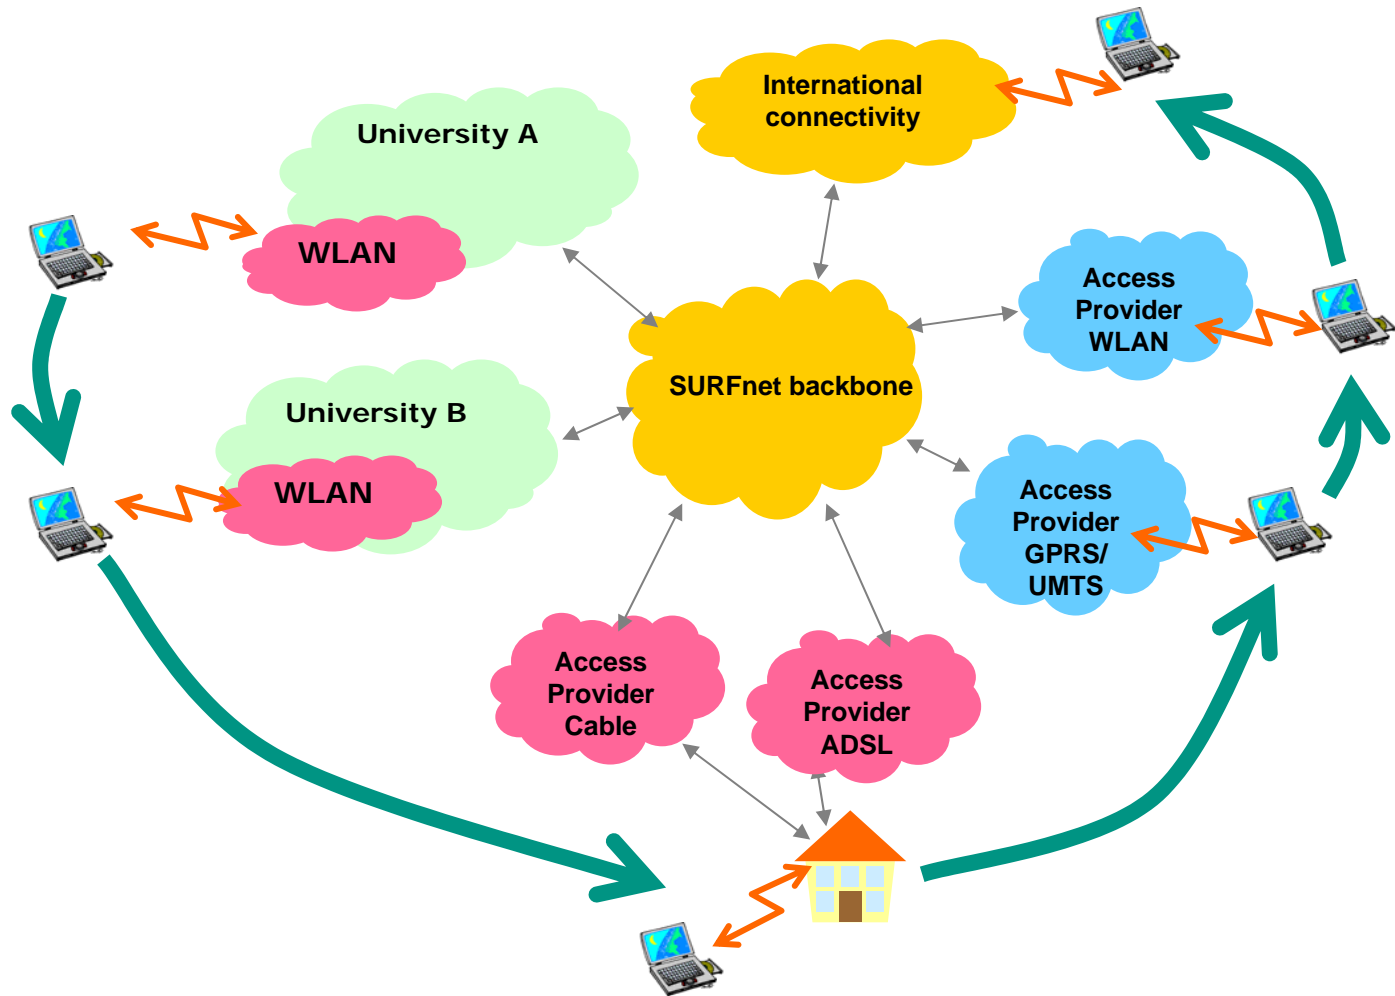 International
connectivity
University A
WLAN
Access
Provider
WLAN
SURFnet backbone
University B
WLAN
Access
Provider
GPRS/
UMTS
Access
Provider
Cable
Access
Provider
ADSL